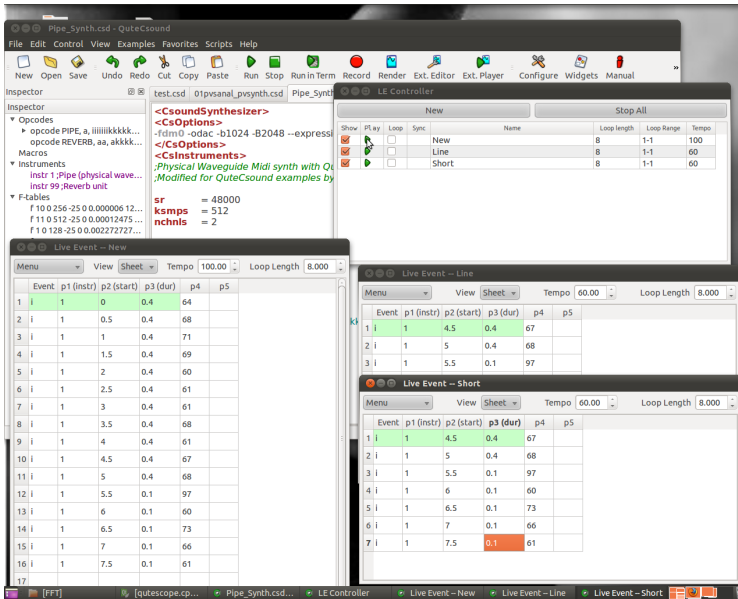 Pipe_Synth.csd - QuteCsound
File Edit Control View Examples Favorites Scripts Help
New Open Save Undo Redo Cut Copy Paste Run Stop Run in Term Record Render Ext. Editor Ext. Player Configure Widgets Manual »
Inspector
Inspector
Opcodes
opcode PIPE, a, iiiiiiikkkkk...
opcode REVERB, aa, akkkk...
Macros
Instruments
instr 1 ;Pipe (physical wave...
instr 99 ;Reverb unit
F-tables
f 10 0 256 -25 0 0.000006 12...
f 11 0 512 -25 0 0.00012475 ...
f 1 0 128 -25 0 0.002272727...
test.csd 01pvsanal_pvsynth.csd Pipe_Synth
<CsoundSynthesizer>
<CsOptions>
-fdm0 -odac -b1024 -B2048 --expressi
</CsOptions>
<CsInstruments>
;Physical Waveguide Midi synth with Qu
;Modified for QuteCsound examples by
sr = 48000
ksmps = 512
nchnls = 2
LE Controller
New Stop All
Show Play Loop Sync Name Loop length Loop Range Tempo
New 8 1-1 100
Line 8 1-1 60
Short 8 1-1 60
Live Event -- New
Menu View Sheet Tempo 100.00 Loop Length 8.000
Event p1 (instr) p2 (start) p3 (dur) p4 p5
1 i 1 0 0.4 64
2 i 1 0.5 0.4 68
3 i 1 1 0.4 71
4 i 1 1.5 0.4 69
5 i 1 2 0.4 60
6 i 1 2.5 0.4 61
7 i 1 3 0.4 61
8 i 1 3.5 0.4 68
9 i 1 4 0.4 61
10 i 1 4.5 0.4 67
11 i 1 5 0.4 68
12 i 1 5.5 0.1 97
13 i 1 6 0.1 60
14 i 1 6.5 0.1 73
15 i 1 7 0.1 66
16 i 1 7.5 0.1 61
17
Live Event -- Line
Menu View Sheet Tempo 60.00 Loop Length 8.000
Event p1 (instr) p2 (start) p3 (dur) p4 p5
1 i 1 4.5 0.4 67
2 i 1 5 0.4 68
3 i 1 5.5 0.1 97
Live Event -- Short
Menu View Sheet Tempo 60.00 Loop Length 8.000
Event p1 (instr) p2 (start) p3 (dur) p4 p5
1 i 1 4.5 0.4 67
2 i 1 5 0.4 68
3 i 1 5.5 0.1 97
4 i 1 6 0.1 60
5 i 1 6.5 0.1 73
6 i 1 7 0.1 66
7 i 1 7.5 0.1 61
[FFT] [qutescope.cp... Pipe_Synth.csd... LE Controller Live Event -- New Live Event -- Line Live Event -- Short